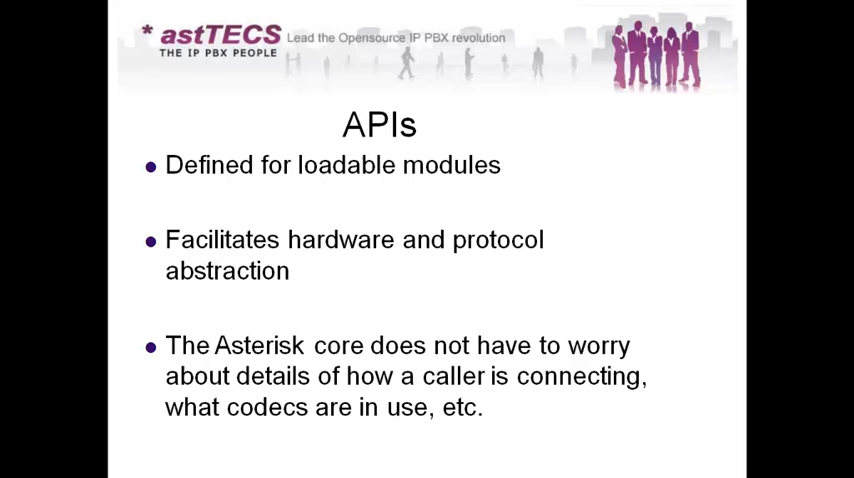 * astTECS Lead the Opensource IP PBX revolution
THE IP PBX PEOPLE
APIs
Defined for loadable modules
Facilitates hardware and protocol
abstraction
The Asterisk core does not have to worry
about details of how a caller is connecting,
what codecs are in use, etc.